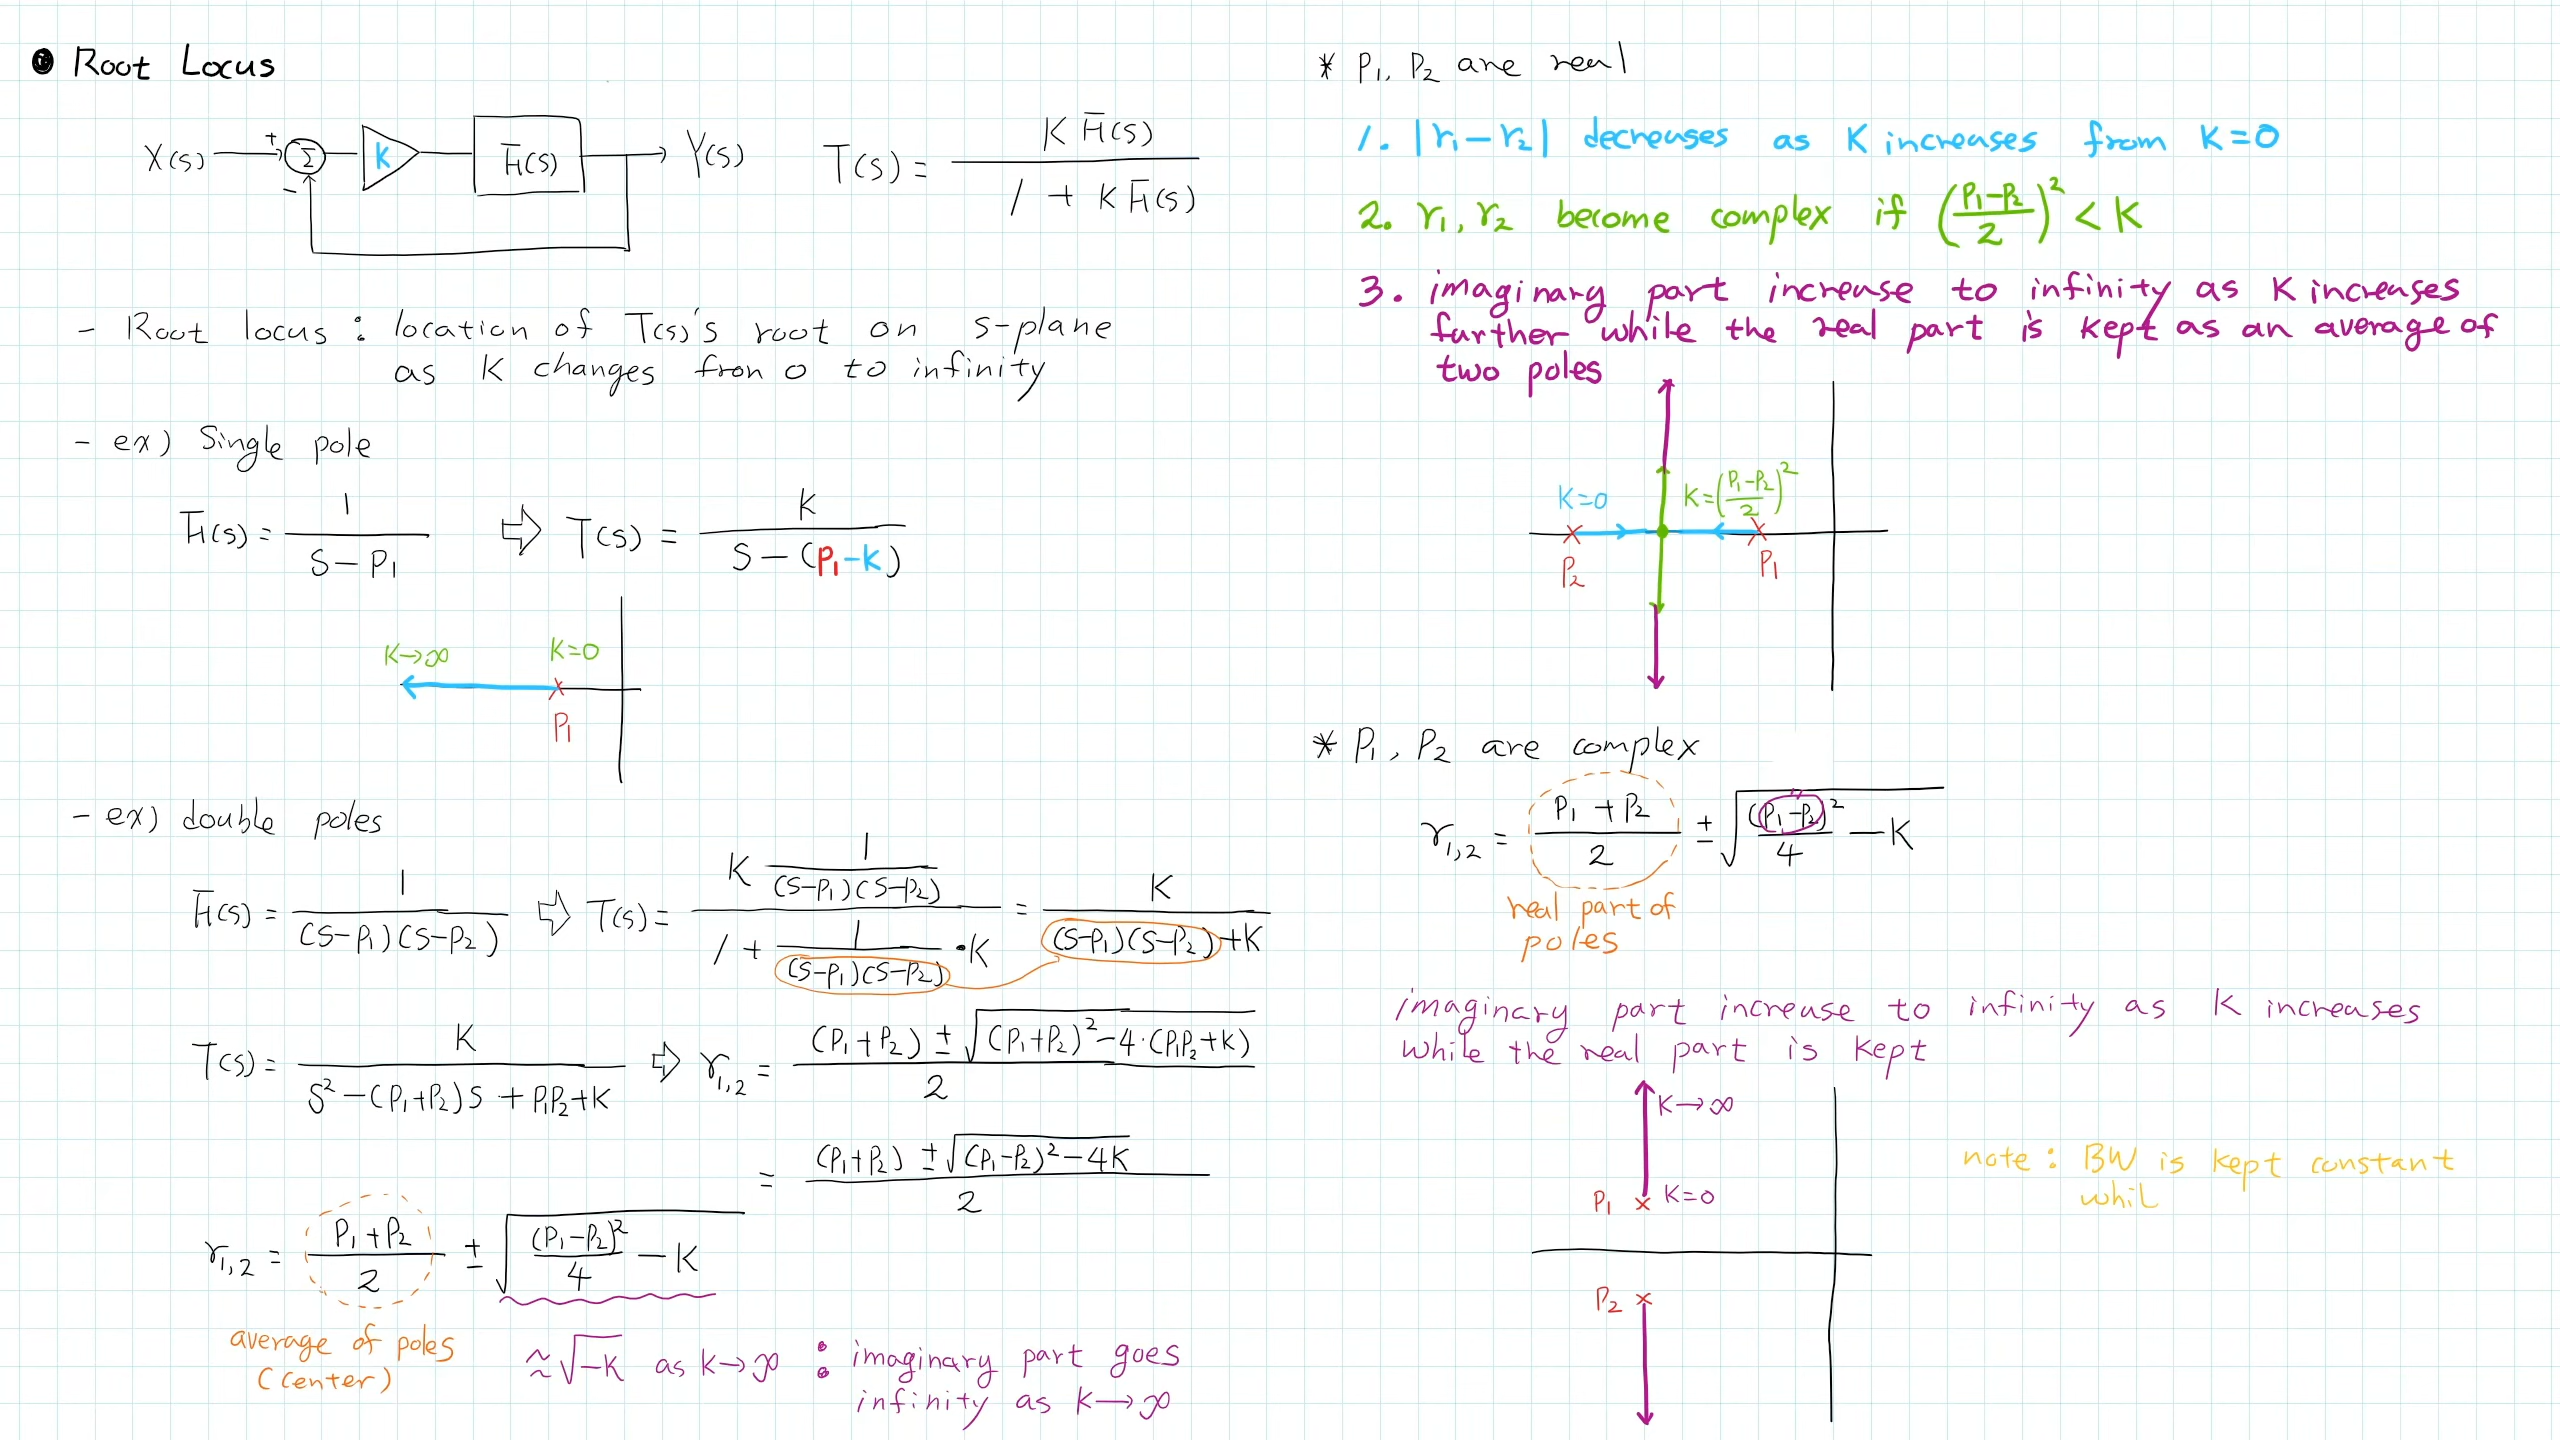 ● Root Locus
X(s) + Σ − K H(s) Y(s)
T(s) = K H(s) / (1 + K H(s))
- Root locus : location of T(s)'s root on s-plane
as K changes fron 0 to infinity
- ex) Single pole
H(s) = 1 / (S − P₁) ⇨ T(s) = K / (S − (P₁−K))
K→∞ K=0
P₁
- ex) double poles
H(s) = 1 / ((S−P₁)(S−P₂)) ⇨ T(s) = K 1/((S−P₁)(S−P₂)) / (1 + 1/((S−P₁)(S−P₂)) • K) = K / ((S−P₁)(S−P₂)+K)
T(s) = K / (S² − (P₁+P₂)S + P₁P₂+K) ⇨ r₁,₂ = ((P₁+P₂) ± √((P₁+P₂)² − 4·(P₁P₂+K))) / 2
= ((P₁+P₂) ± √((P₁−P₂)² − 4K)) / 2
r₁,₂ = (P₁+P₂)/2 ± √((P₁−P₂)²/4 − K)
average of poles
(center)
≈ √−K as K→∞ : imaginary part goes
infinity as K→∞
* P₁, P₂ are real
1. |r₁−r₂| decreases as K increases from K=0
2. r₁, r₂ become complex if ((P₁−P₂)/2)² < K
3. imaginary part increase to infinity as K increases
further while the real part is kept as an average of
two poles
K=0 K=((P₁−P₂)/2)²
P₂ P₁
* P₁, P₂ are complex
r₁,₂ = (P₁+P₂)/2 ± √((P₁−P₂)²/4 − K)
real part of
poles
imaginary part increase to infinity as K increases
while the real part is kept
K→∞
P₁ K=0
P₂
note : BW is kept constant
whil